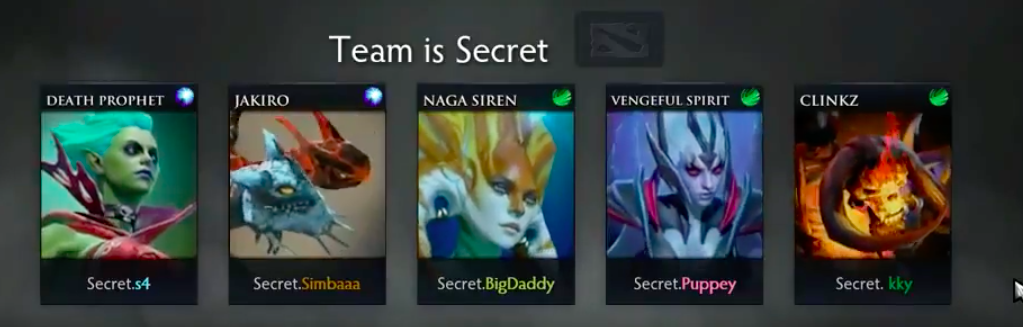 Team is Secret
DEATH PROPHET
JAKIRO
NAGA SIREN
VENGEFUL SPIRIT
CLINKZ
Secret.s4
Secret.Simbaaa
Secret.BigDaddy
Secret.Puppey
Secret. kky